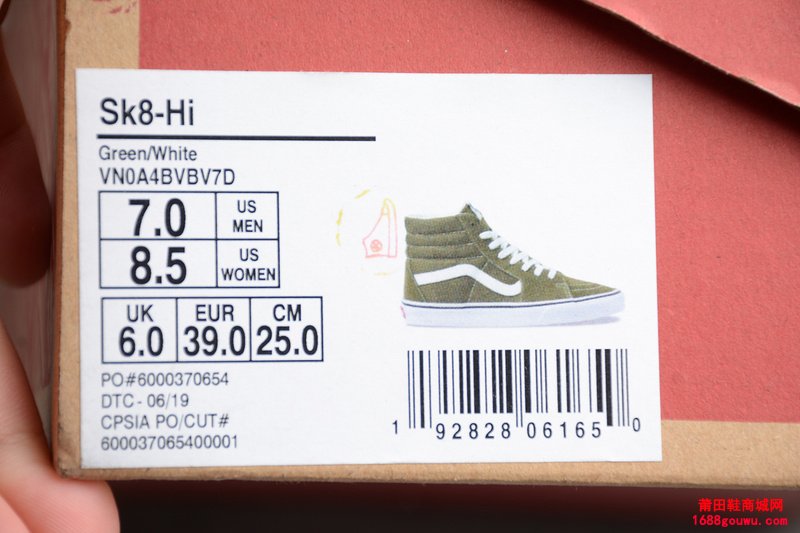 Sk8-Hi
Green/White
VN0A4BVBV7D
7.0 US MEN
8.5 US WOMEN
UK EUR CM
6.0 39.0 25.0
PO#6000370654
DTC- 06/19
CPSIA PO/CUT#
600037065400001
1 92828 06165 0
莆田鞋商城网
1688gouwu.com